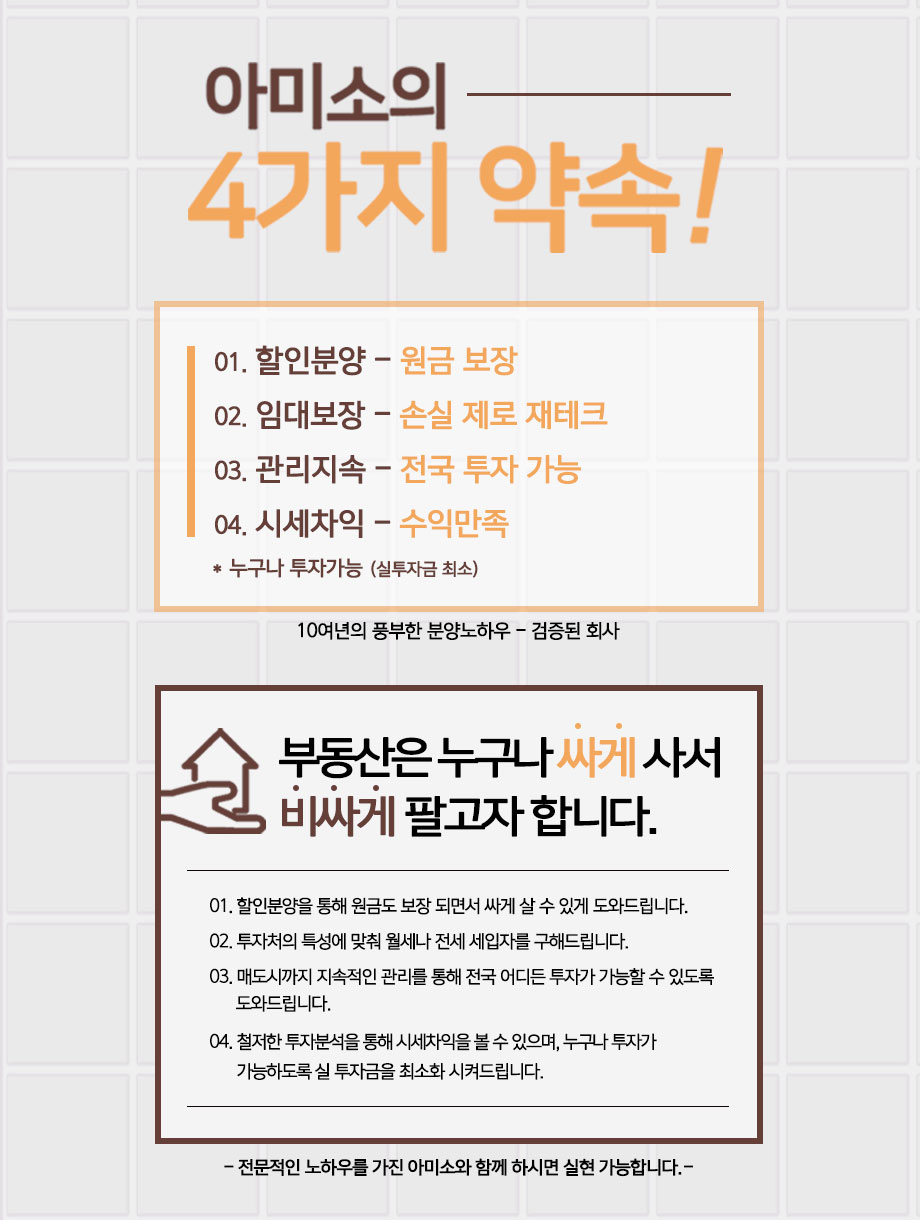 아미소의
4가지 약속!
01. 할인분양 - 원금 보장
02. 임대보장 - 손실 제로 재테크
03. 관리지속 - 전국 투자 가능
04. 시세차익 - 수익만족
* 누구나 투자가능 (실투자금 최소)
10여년의 풍부한 분양노하우 - 검증된 회사
부동산은 누구나 싸게 사서
비싸게 팔고자 합니다.
01. 할인분양을 통해 원금도 보장 되면서 싸게 살 수 있게 도와드립니다.
02. 투자처의 특성에 맞춰 월세나 전세 세입자를 구해드립니다.
03. 매도시까지 지속적인 관리를 통해 전국 어디든 투자가 가능할 수 있도록
도와드립니다.
04. 철저한 투자분석을 통해 시세차익을 볼 수 있으며, 누구나 투자가
가능하도록 실 투자금을 최소화 시켜드립니다.
- 전문적인 노하우를 가진 아미소와 함께 하시면 실현 가능합니다.-